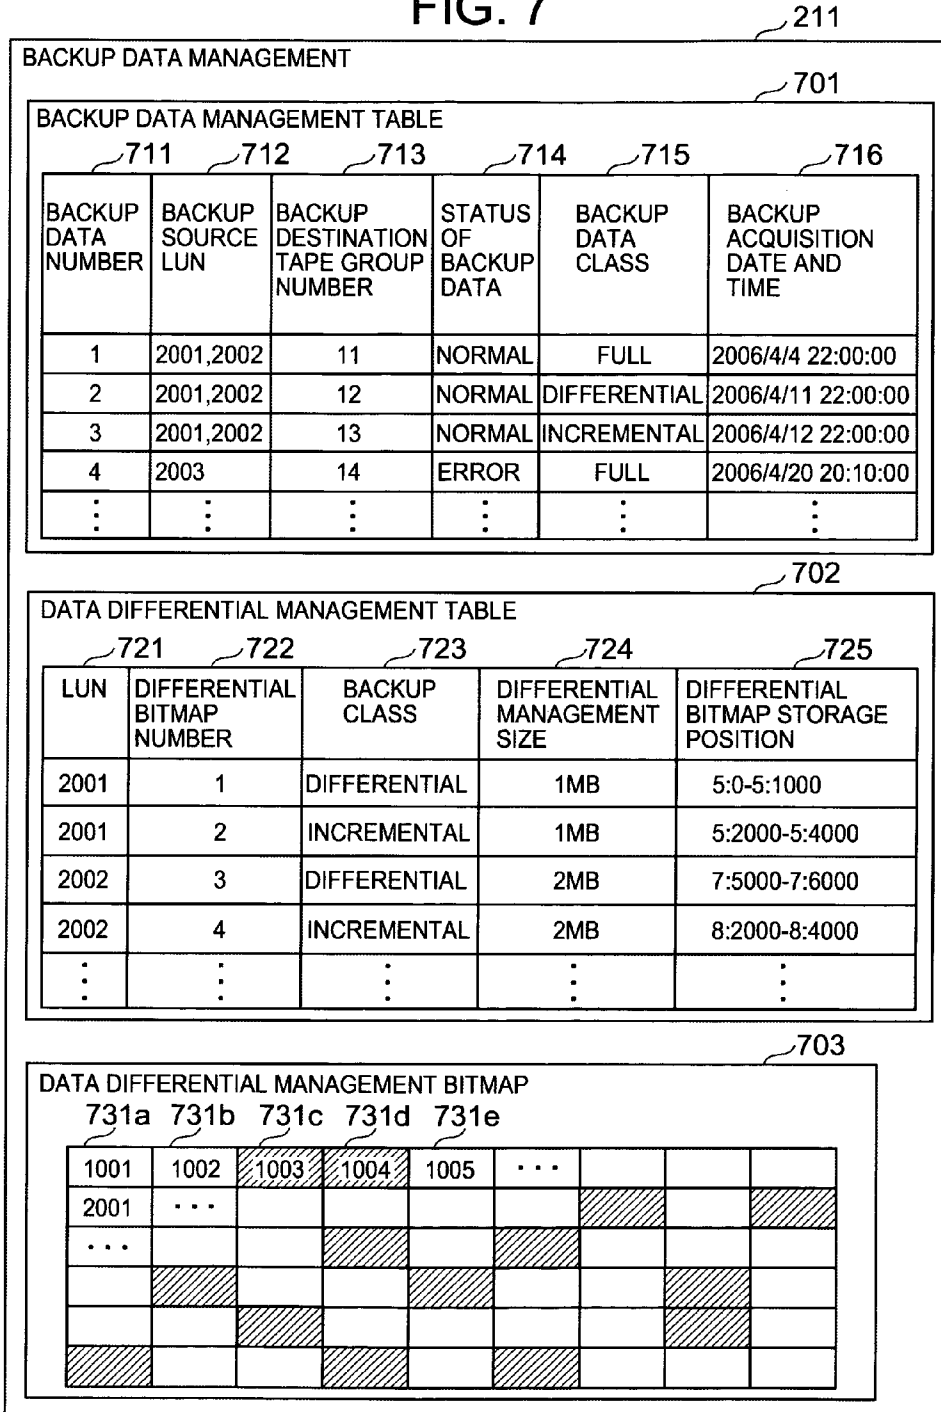 FIG. 7
211
BACKUP DATA MANAGEMENT
701
BACKUP DATA MANAGEMENT TABLE
711 712 713 714 715 716
BACKUP DATA NUMBER
BACKUP SOURCE LUN
BACKUP DESTINATION TAPE GROUP NUMBER
STATUS OF BACKUP DATA
BACKUP DATA CLASS
BACKUP ACQUISITION DATE AND TIME
1 2001,2002 11 NORMAL FULL 2006/4/4 22:00:00
2 2001,2002 12 NORMAL DIFFERENTIAL 2006/4/11 22:00:00
3 2001,2002 13 NORMAL INCREMENTAL 2006/4/12 22:00:00
4 2003 14 ERROR FULL 2006/4/20 20:10:00
702
DATA DIFFERENTIAL MANAGEMENT TABLE
721 722 723 724 725
LUN
DIFFERENTIAL BITMAP NUMBER
BACKUP CLASS
DIFFERENTIAL MANAGEMENT SIZE
DIFFERENTIAL BITMAP STORAGE POSITION
2001 1 DIFFERENTIAL 1MB 5:0-5:1000
2001 2 INCREMENTAL 1MB 5:2000-5:4000
2002 3 DIFFERENTIAL 2MB 7:5000-7:6000
2002 4 INCREMENTAL 2MB 8:2000-8:4000
703
DATA DIFFERENTIAL MANAGEMENT BITMAP
731a 731b 731c 731d 731e
1001 1002 1003 1004 1005 ...
2001 ...
...